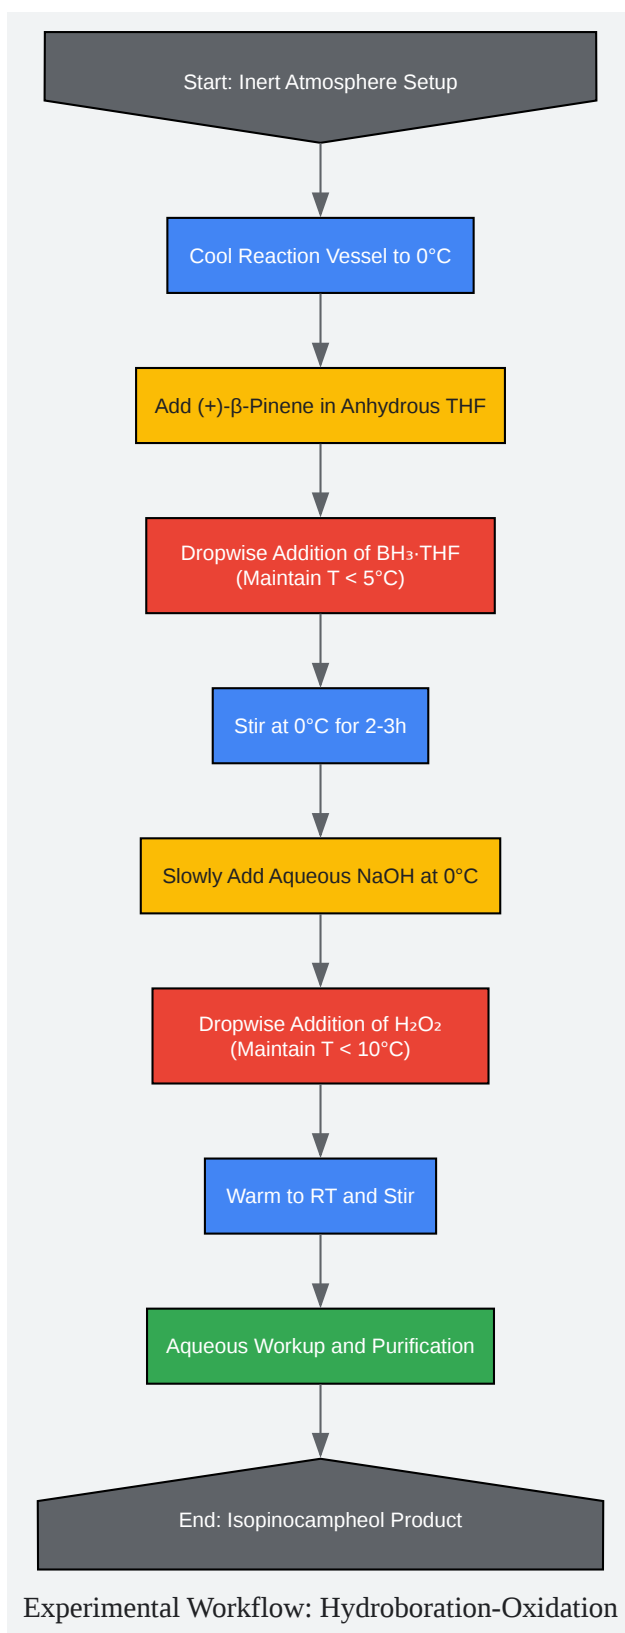 Start: Inert Atmosphere Setup
Cool Reaction Vessel to 0°C
Add (+)-β-Pinene in Anhydrous THF
Dropwise Addition of BH₃·THF
(Maintain T < 5°C)
Stir at 0°C for 2-3h
Slowly Add Aqueous NaOH at 0°C
Dropwise Addition of H₂O₂
(Maintain T < 10°C)
Warm to RT and Stir
Aqueous Workup and Purification
End: Isopinocampheol Product
Experimental Workflow: Hydroboration-Oxidation